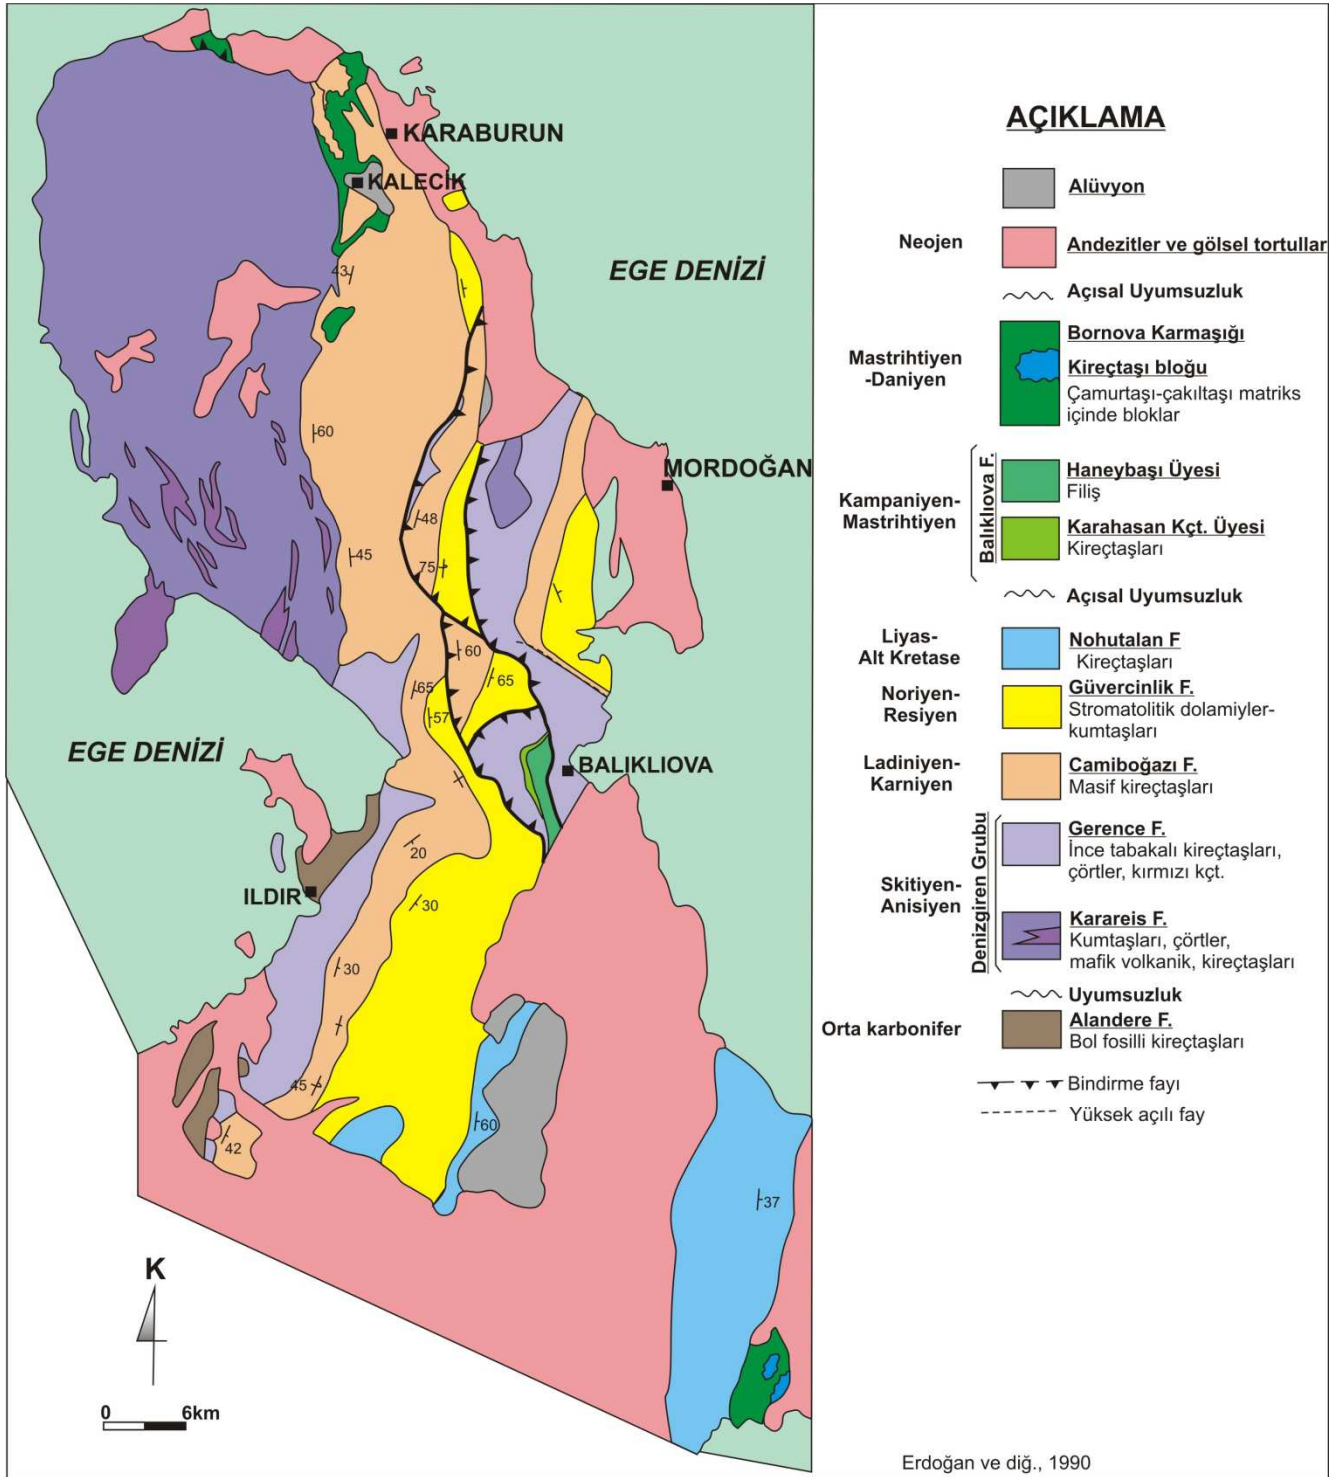 KARABURUN
KALECİK
43
EGE DENİZİ
60
MORDOĞAN
48
45
75
60
65
65
57
EGE DENİZİ
BALIKLIOVA
20
ILDIR
30
30
45
42
60
37
K
0 6km
AÇIKLAMA
Alüvyon
Neojen
Andezitler ve gölsel tortullar
Açısal Uyumsuzluk
Mastrihtiyen
-Daniyen
Bornova Karmaşığı
Kireçtaşı bloğu
Çamurtaşı-çakıltaşı matriks
içinde bloklar
Kampaniyen-
Mastrihtiyen
Balıklıova F.
Haneybaşı Üyesi
Filiş
Karahasan Kçt. Üyesi
Kireçtaşları
Açısal Uyumsuzluk
Liyas-
Alt Kretase
Nohutalan F
Kireçtaşları
Noriyen-
Resiyen
Güvercinlik F.
Stromatolitik dolamiyler-
kumtaşları
Ladiniyen-
Karniyen
Camiboğazı F.
Masif kireçtaşları
Skitiyen-
Anisiyen
Denizgiren Grubu
Gerence F.
İnce tabakalı kireçtaşları,
çörtler, kırmızı kçt.
Karareis F.
Kumtaşları, çörtler,
mafik volkanik, kireçtaşları
Uyumsuzluk
Orta karbonifer
Alandere F.
Bol fosilli kireçtaşları
Bindirme fayı
Yüksek açılı fay
Erdoğan ve diğ., 1990